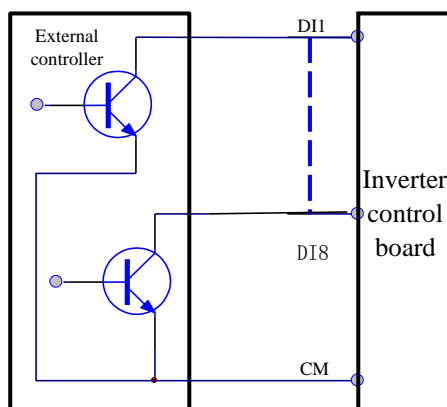 External
controller
DI1
Inverter
control
board
DI8
CM